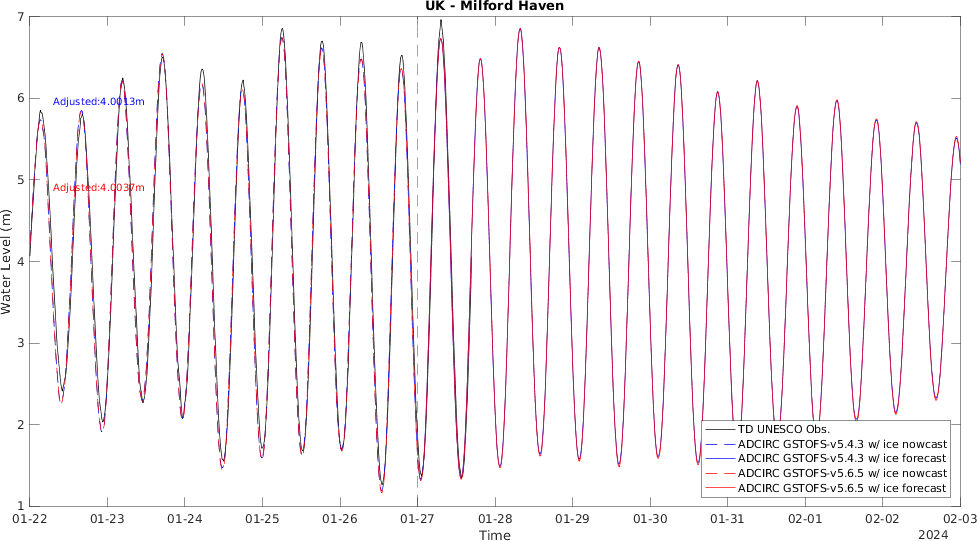 UK - Milford Haven
7
6
5
4
3
2
1
Water Level (m)
Adjusted:4.0013m
Adjusted:4.0037m
TD UNESCO Obs.
ADCIRC GSTOFS-v5.4.3 w/ ice nowcast
ADCIRC GSTOFS-v5.4.3 w/ ice forecast
ADCIRC GSTOFS-v5.6.5 w/ ice nowcast
ADCIRC GSTOFS-v5.6.5 w/ ice forecast
01-22 01-23 01-24 01-25 01-26 01-27 01-28 01-29 01-30 01-31 02-01 02-02 02-03
Time
2024